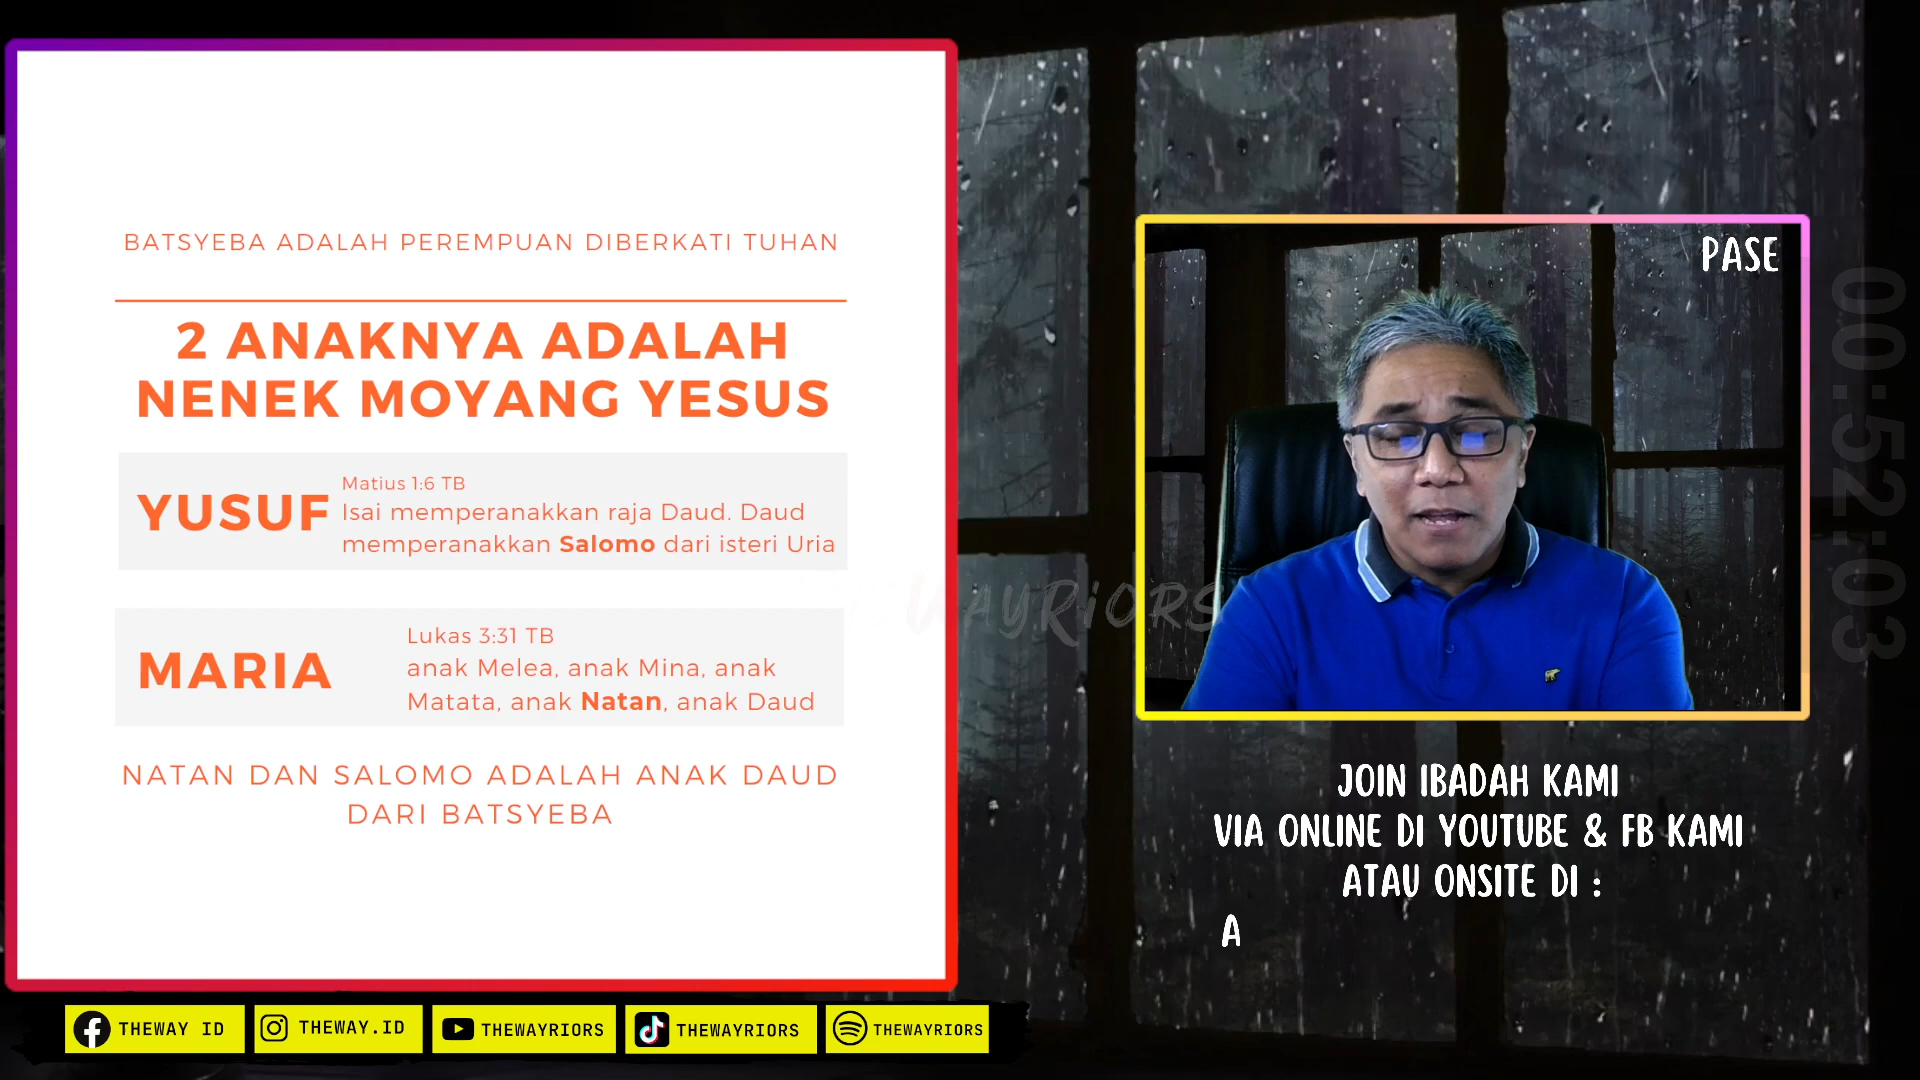 BATSYEBA ADALAH PEREMPUAN DIBERKATI TUHAN
2 ANAKNYA ADALAH
NENEK MOYANG YESUS
YUSUF
Matius 1:6 TB
Isai memperanakkan raja Daud. Daud
memperanakkan Salomo dari isteri Uria
MARIA
Lukas 3:31 TB
anak Melea, anak Mina, anak
Matata, anak Natan, anak Daud
NATAN DAN SALOMO ADALAH ANAK DAUD
DARI BATSYEBA
PASE
00:52:03
WAYRIORS
JOIN IBADAH KAMI
VIA ONLINE DI YOUTUBE & FB KAMI
ATAU ONSITE DI :
A
THEWAY ID
THEWAY.ID
THEWAYRIORS
THEWAYRIORS
THEWAYRIORS